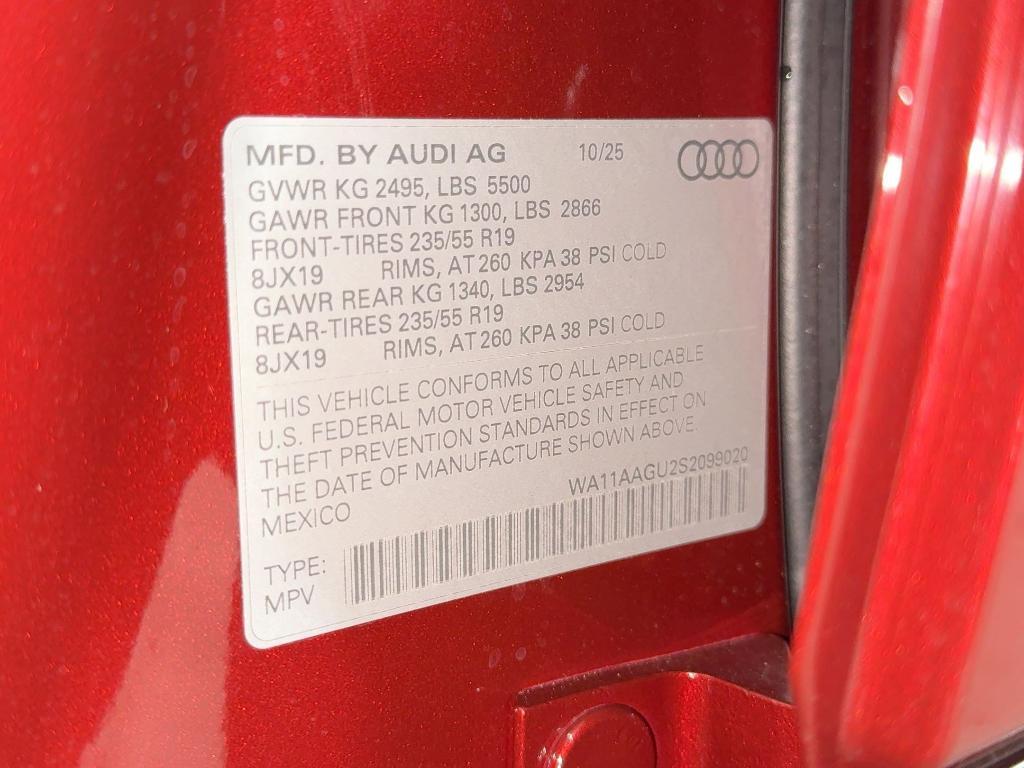 MFD. BY AUDI AG 10/25
GVWR KG 2495, LBS 5500
GAWR FRONT KG 1300, LBS 2866
FRONT-TIRES 235/55 R19
8JX19 RIMS, AT 260 KPA 38 PSI COLD
GAWR REAR KG 1340, LBS 2954
REAR-TIRES 235/55 R19
8JX19 RIMS, AT 260 KPA 38 PSI COLD
THIS VEHICLE CONFORMS TO ALL APPLICABLE
U.S. FEDERAL MOTOR VEHICLE SAFETY AND
THEFT PREVENTION STANDARDS IN EFFECT ON
THE DATE OF MANUFACTURE SHOWN ABOVE.
MEXICO WA11AAGU2S2099020
TYPE:
MPV